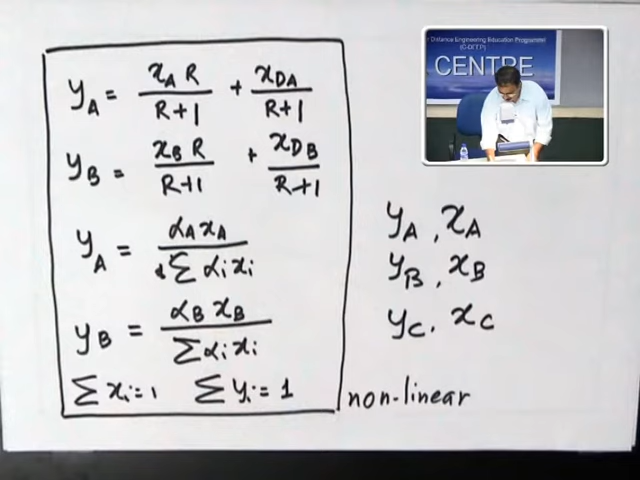 y_A = x_A R / R+1 + x_DA / R+1
y_B = x_B R / R+1 + x_DB / R+1
y_A = α_A x_A / Σ α_i x_i
y_B = α_B x_B / Σ α_i x_i
Σ x_i = 1 Σ y_i = 1
y_A, x_A
y_B, x_B
y_C, x_C
non-linear
Distance Engineering Education Programme
CENTRE